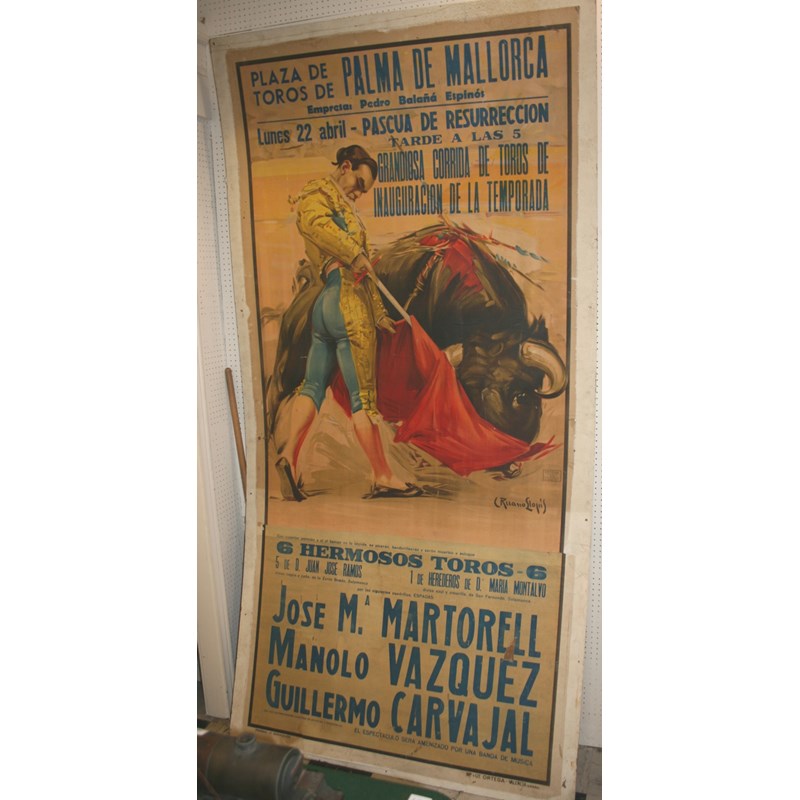 PLAZA DE
TOROS DE PALMA DE MALLORCA
Empresa: Pedro Balañá Espinós
Lunes 22 abril - PASCUA DE RESURRECCION
TARDE A LAS 5
GRANDIOSA CORRIDA DE TOROS DE
INAUGURACION DE LA TEMPORADA
6 HERMOSOS TOROS - 6
5 DE D. JUAN JOSE RAMOS 1 DE HEREDEROS DE D.ª MARIA MONTALVO
JOSE M.ª MARTORELL
MANOLO VAZQUEZ
GUILLERMO CARVAJAL
EL ESPECTACULO SERA AMENIZADO POR UNA BANDA DE MUSICA